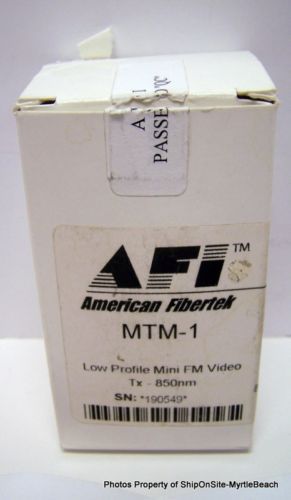 PASSED "QC"
AFI™
American Fibertek
MTM-1
Low Profile Mini FM Video
Tx - 850nm
SN: *190549*
Photos Property of ShipOnSite-MyrtleBeach